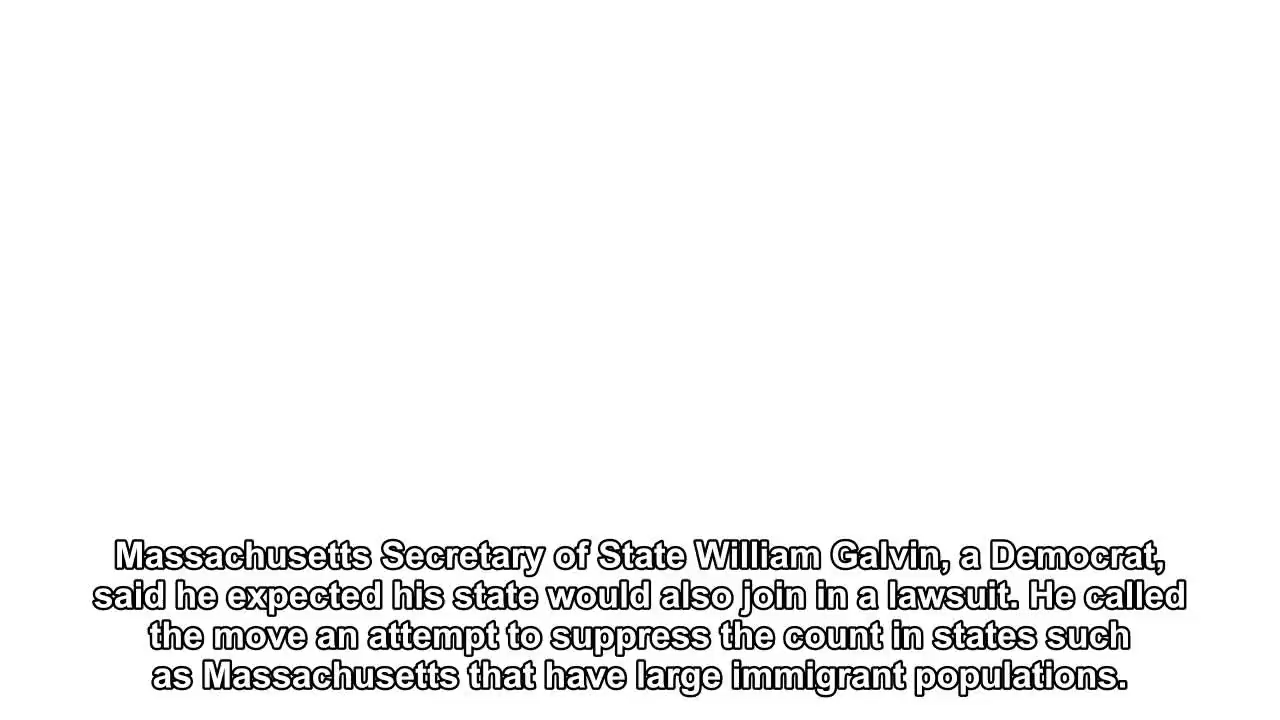 Massachusetts Secretary of State William Galvin, a Democrat,
said he expected his state would also join in a lawsuit. He called
the move an attempt to suppress the count in states such
as Massachusetts that have large immigrant populations.